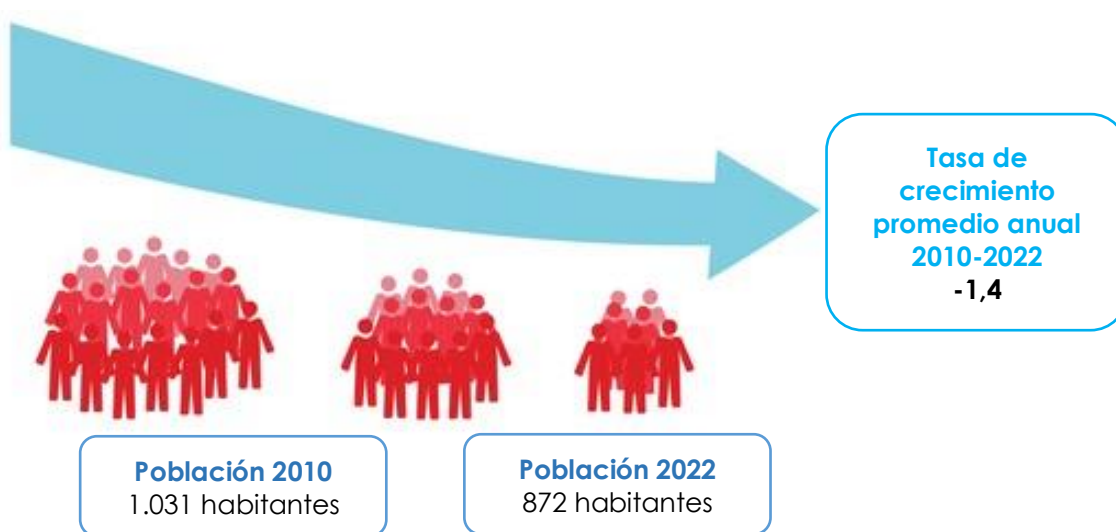 Tasa de
crecimiento
promedio anual
2010-2022
-1,4
Población 2010
1.031 habitantes
Población 2022
872 habitantes